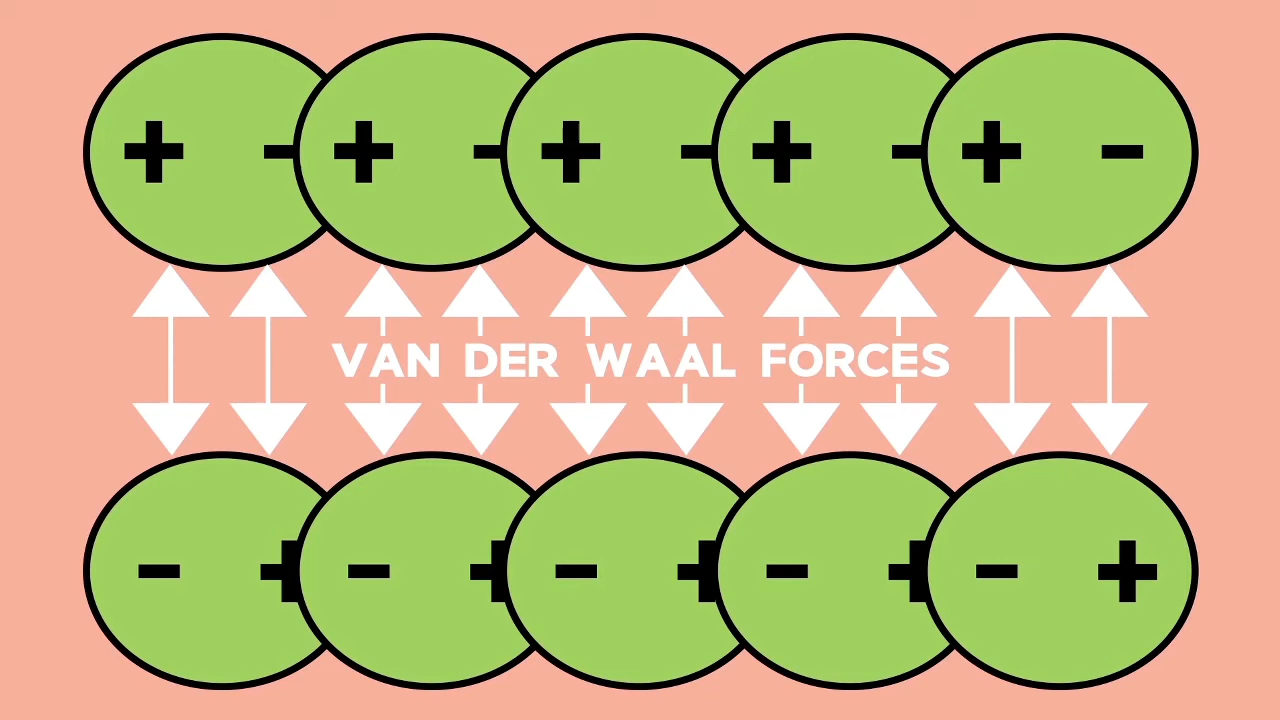 + - + - + - + - + -
VAN DER WAAL FORCES
- + - + - + - + - +